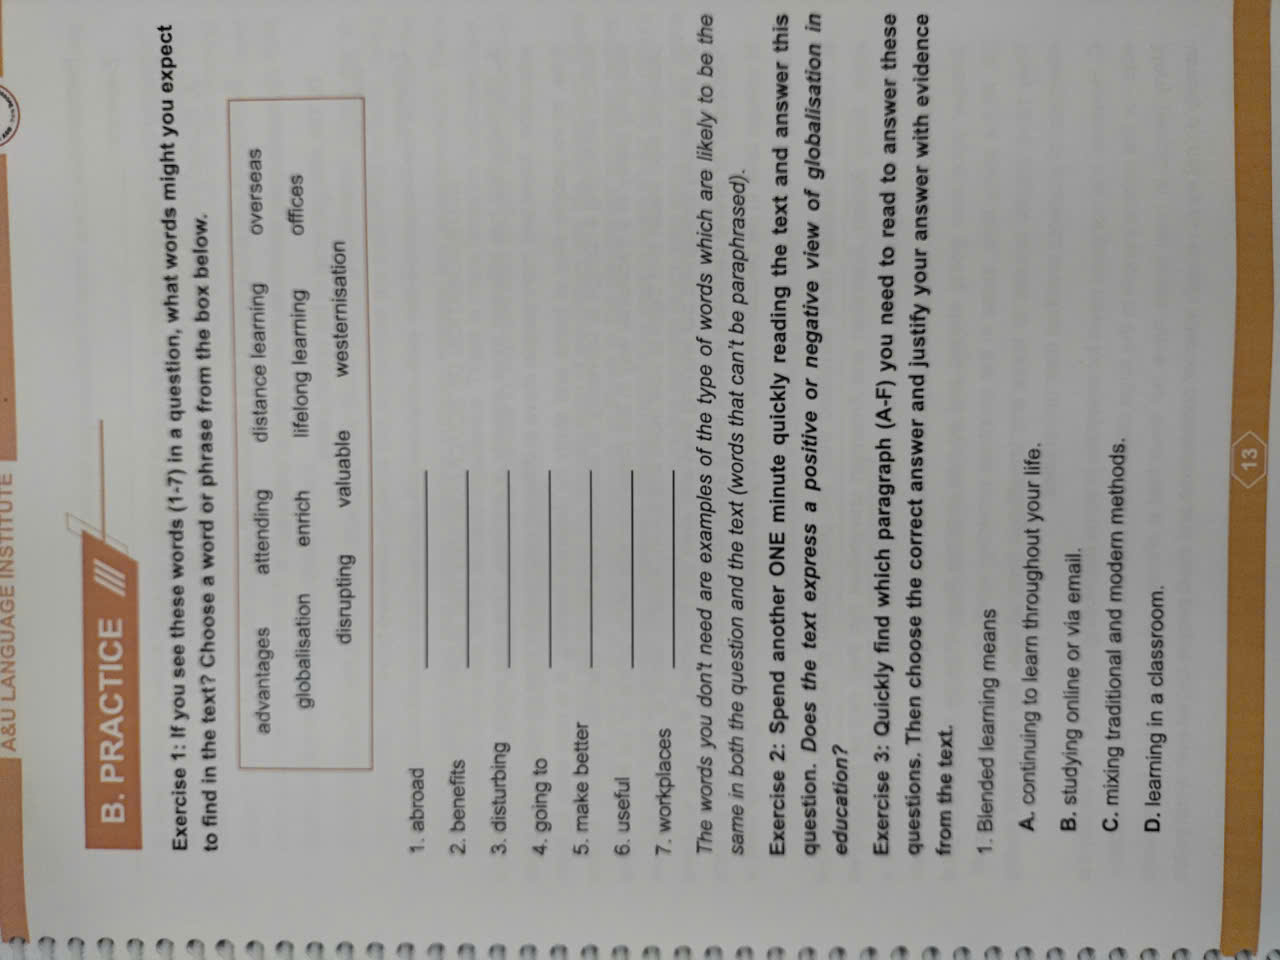 A&U LANGUAGE INSTITUTE
B. PRACTICE
Exercise 1: If you see these words (1-7) in a question, what words might you expect
to find in the text? Choose a word or phrase from the box below.
advantages attending distance learning overseas
globalisation enrich lifelong learning offices
disrupting valuable westernisation
1. abroad
2. benefits
3. disturbing
4. going to
5. make better
6. useful
7. workplaces
The words you don't need are examples of the type of words which are likely to be the
same in both the question and the text (words that can't be paraphrased).
Exercise 2: Spend another ONE minute quickly reading the text and answer this
question. Does the text express a positive or negative view of globalisation in
education?
Exercise 3: Quickly find which paragraph (A-F) you need to read to answer these
questions. Then choose the correct answer and justify your answer with evidence
from the text.
1. Blended learning means
A. continuing to learn throughout your life.
B. studying online or via email.
C. mixing traditional and modern methods.
D. learning in a classroom.
13